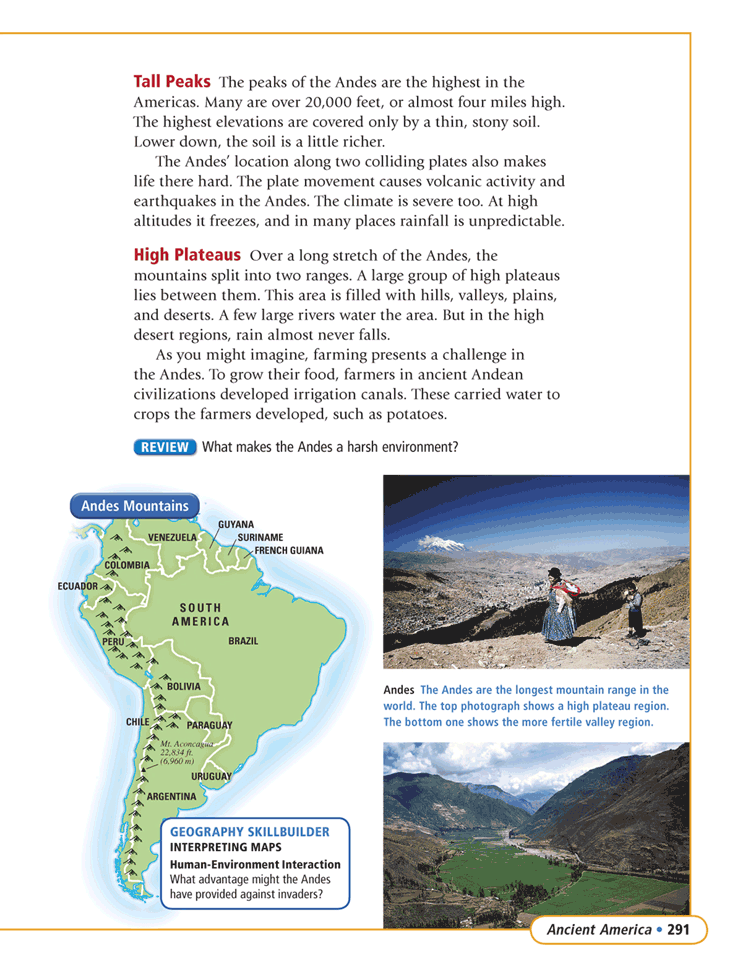 Tall Peaks The peaks of the Andes are the highest in the
Americas. Many are over 20,000 feet, or almost four miles high.
The highest elevations are covered only by a thin, stony soil.
Lower down, the soil is a little richer.
The Andes' location along two colliding plates also makes
life there hard. The plate movement causes volcanic activity and
earthquakes in the Andes. The climate is severe too. At high
altitudes it freezes, and in many places rainfall is unpredictable.
High Plateaus Over a long stretch of the Andes, the
mountains split into two ranges. A large group of high plateaus
lies between them. This area is filled with hills, valleys, plains,
and deserts. A few large rivers water the area. But in the high
desert regions, rain almost never falls.
As you might imagine, farming presents a challenge in
the Andes. To grow their food, farmers in ancient Andean
civilizations developed irrigation canals. These carried water to
crops the farmers developed, such as potatoes.
REVIEW What makes the Andes a harsh environment?
Andes Mountains
GUYANA
VENEZUELA
SURINAME
FRENCH GUIANA
COLOMBIA
ECUADOR
SOUTH
AMERICA
PERU
BRAZIL
BOLIVIA
CHILE
PARAGUAY
Mt. Aconcagua
22,834 ft.
(6,960 m)
URUGUAY
ARGENTINA
GEOGRAPHY SKILLBUILDER
INTERPRETING MAPS
Human-Environment Interaction
What advantage might the Andes
have provided against invaders?
Andes The Andes are the longest mountain range in the
world. The top photograph shows a high plateau region.
The bottom one shows the more fertile valley region.
Ancient America • 291